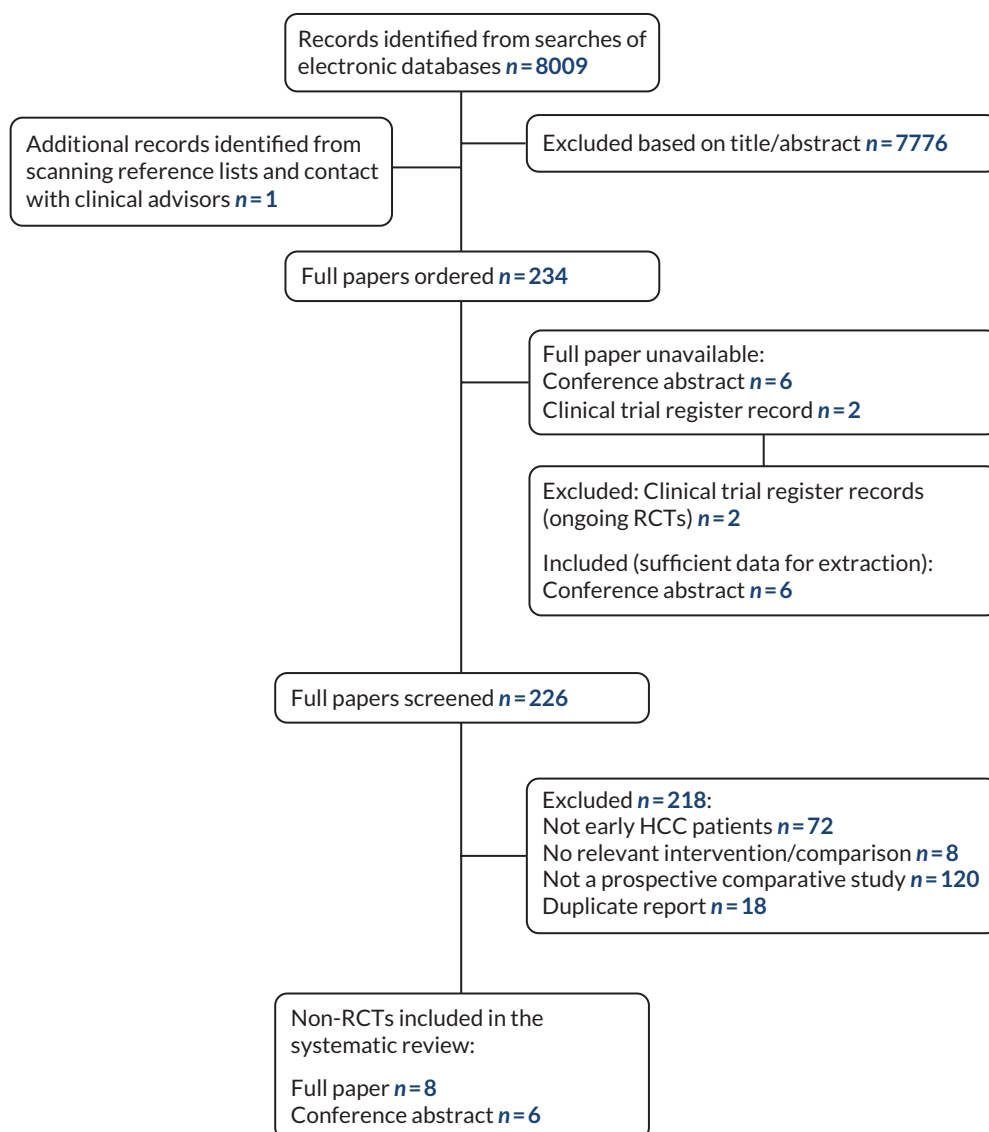 Records identified from searches of
electronic databases n=8009
Additional records identified from
scanning reference lists and contact
with clinical advisors n=1
Excluded based on title/abstract n=7776
Full papers ordered n=234
Full paper unavailable:
Conference abstract n=6
Clinical trial register record n=2
Excluded: Clinical trial register records
(ongoing RCTs) n=2
Included (sufficient data for extraction):
Conference abstract n=6
Full papers screened n=226
Excluded n=218:
Not early HCC patients n=72
No relevant intervention/comparison n=8
Not a prospective comparative study n=120
Duplicate report n=18
Non-RCTs included in the
systematic review:
Full paper n=8
Conference abstract n=6